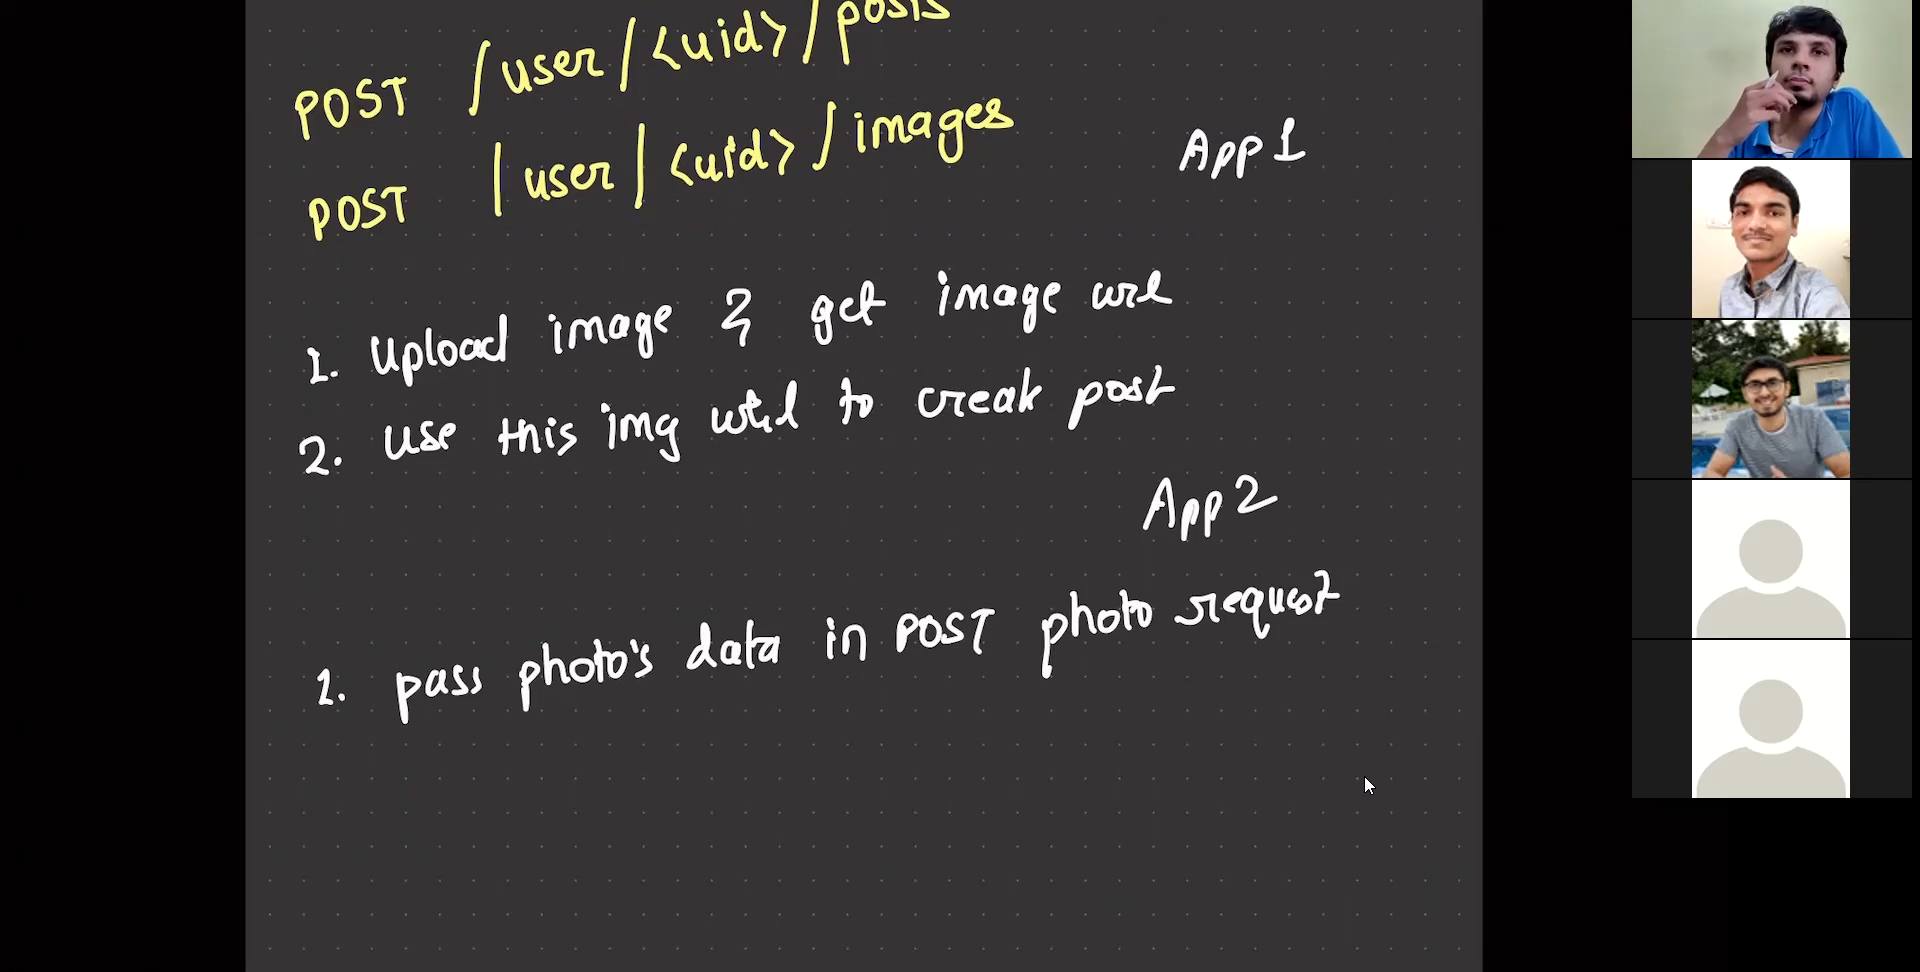 POST /user/<uid>/posts
POST /user/<uid>/images
App 1
1. Upload image & get image url
2. Use this img url to create post
App 2
1. pass photo's data in POST photo request